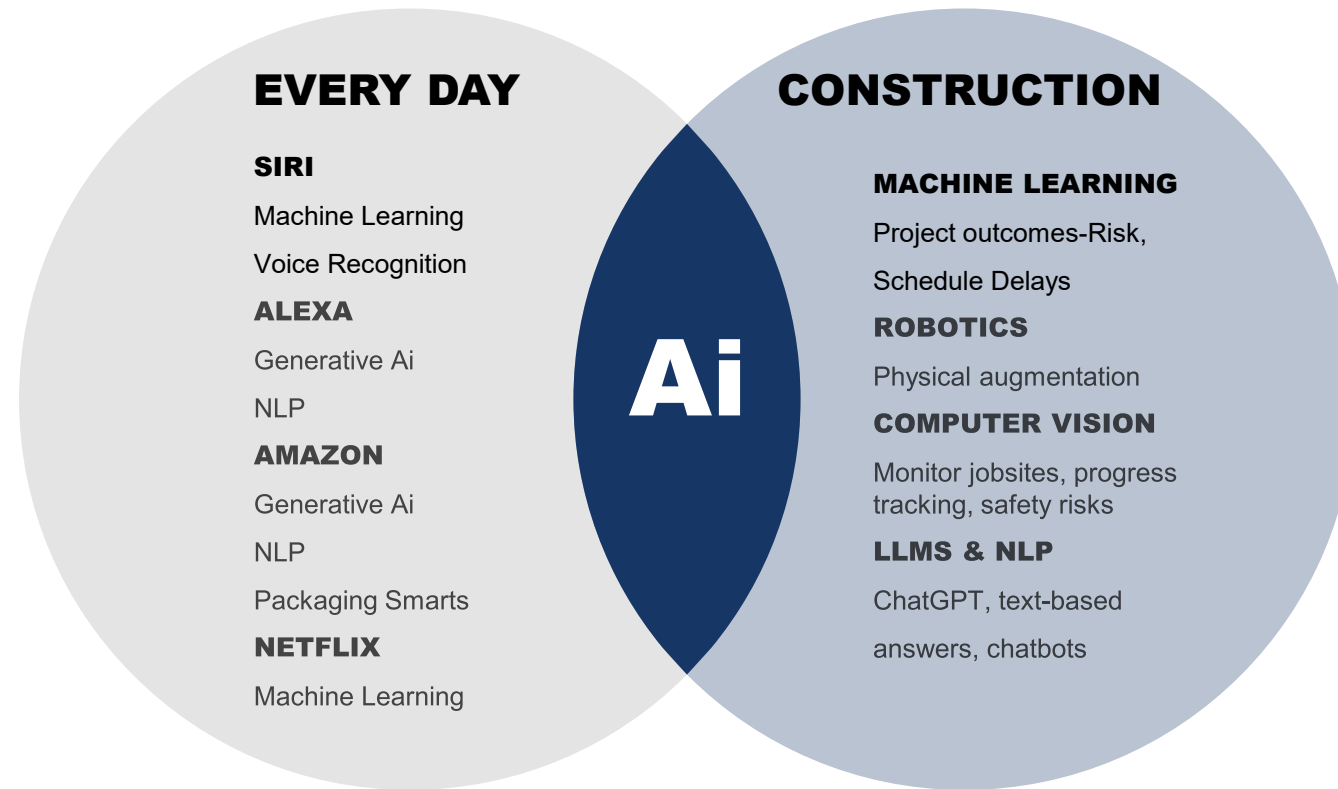 EVERY DAY
SIRI
Machine Learning
Voice Recognition
ALEXA
Generative Ai
NLP
AMAZON
Generative Ai
NLP
Packaging Smarts
NETFLIX
Machine Learning
Ai
CONSTRUCTION
MACHINE LEARNING
Project outcomes-Risk,
Schedule Delays
ROBOTICS
Physical augmentation
COMPUTER VISION
Monitor jobsites, progress
tracking, safety risks
LLMS & NLP
ChatGPT, text-based
answers, chatbots